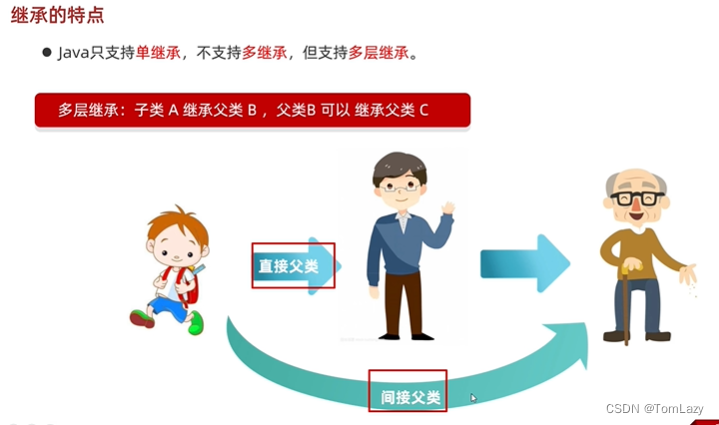 继承的特点
● Java只支持单继承，不支持多继承，但支持多层继承。
多层继承：子类 A 继承父类 B ，父类B 可以 继承父类 C
直接父类
间接父类
CSDN @TomLazy